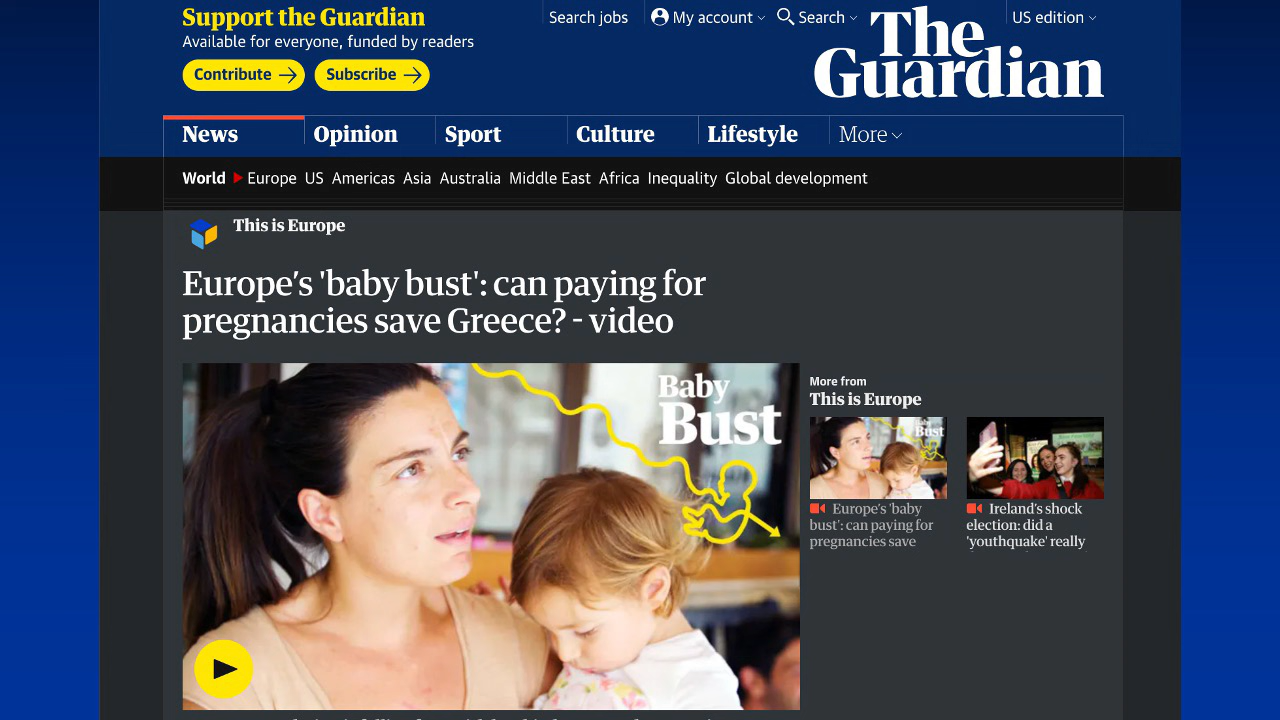 Support the Guardian
Available for everyone, funded by readers
Contribute
Subscribe
Search jobs
My account
Search
US edition
The
Guardian
News
Opinion
Sport
Culture
Lifestyle
More
World
Europe
US
Americas
Asia
Australia
Middle East
Africa
Inequality
Global development
This is Europe
Europe’s 'baby bust': can paying for
pregnancies save Greece? - video
Baby
Bust
More from
This is Europe
Baby
Bust
Europe's 'baby
bust': can paying for
pregnancies save
Ireland's shock
election: did a
'youthquake' really